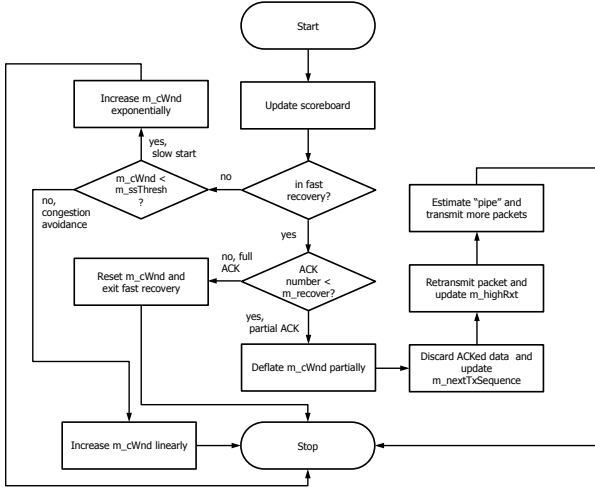 Start
Update scoreboard
in fast
recovery?
no
yes
m_cWnd <
m_ssThresh
?
yes,
slow start
Increase m_cWnd
exponentially
no,
congestion
avoidance
ACK
number <
m_recover?
no, full
ACK
Reset m_cWnd and
exit fast recovery
yes,
partial ACK
Deflate m_cWnd partially
Discard ACKed data and
update
m_nextTxSequence
Retransmit packet
and update m_highRxt
Estimate "pipe" and
transmit more packets
Increase m_cWnd linearly
Stop